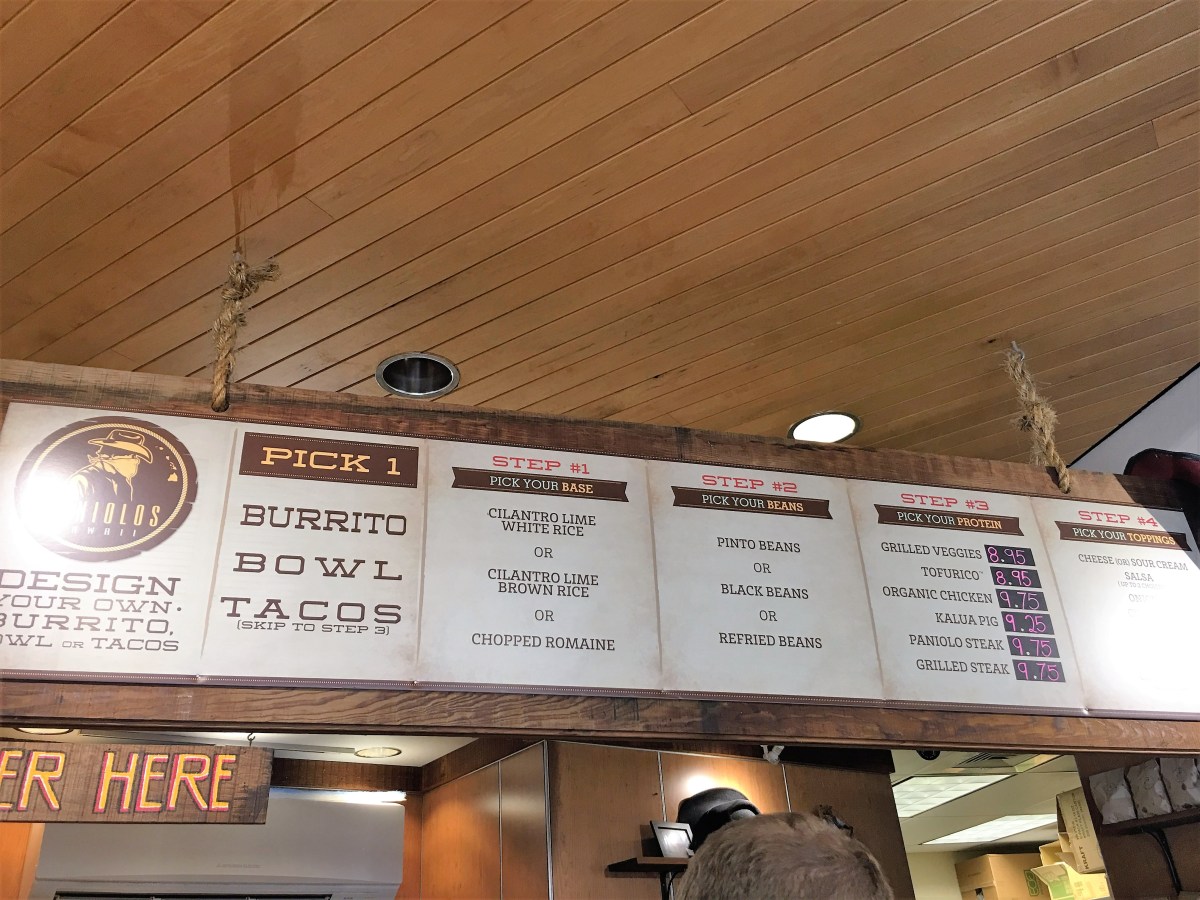 DESIGN
YOUR OWN
BURRITO,
OR TACOS
PICK 1
BURRITO
BOWL
TACOS
(SKIP TO STEP 3)
STEP #1
PICK YOUR BASE
CILANTRO LIME
WHITE RICE
OR
CILANTRO LIME
BROWN RICE
OR
CHOPPED ROMAINE
STEP #2
PICK YOUR BEANS
PINTO BEANS
OR
BLACK BEANS
OR
REFRIED BEANS
STEP #3
PICK YOUR PROTEIN
GRILLED VEGGIES 8.95
TOFURICO 8.95
ORGANIC CHICKEN 9.75
KALUA PIG 9.25
PANIOLO STEAK 9.75
GRILLED STEAK 9.75
STEP #4
PICK YOUR TOPPINGS
CHEESE (OR) SOUR CREAM
SALSA
HERE